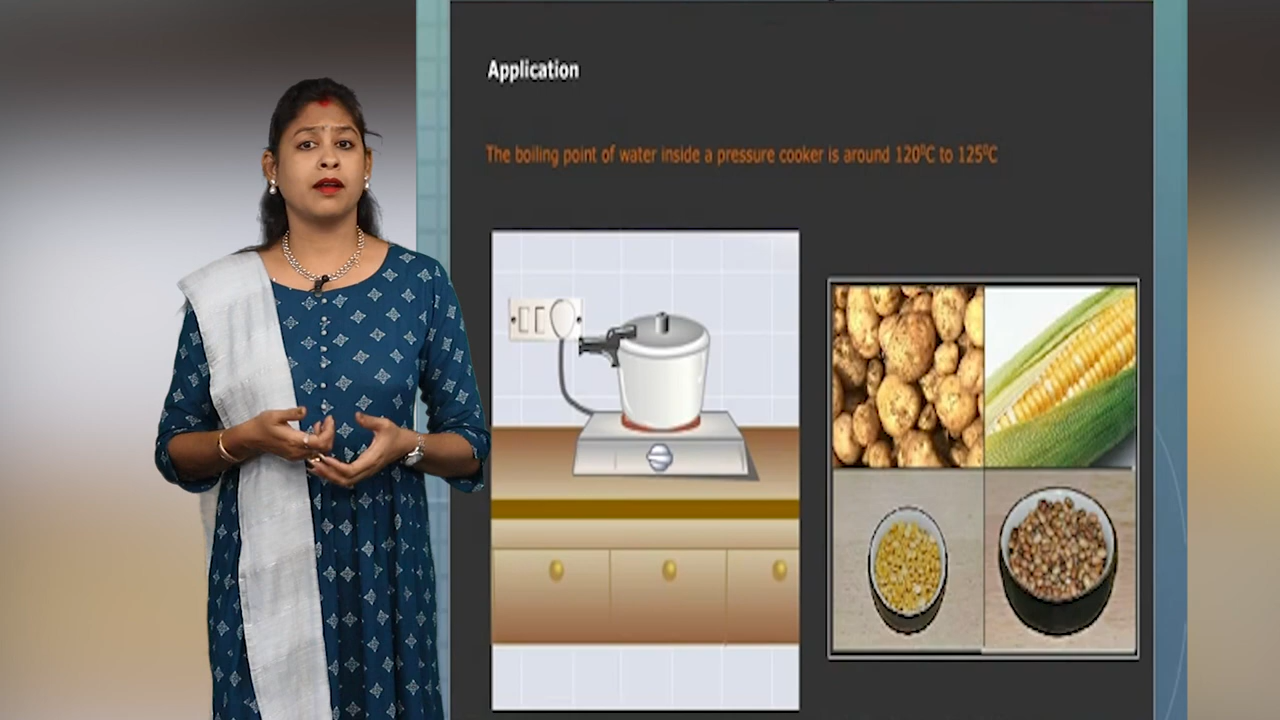 Application
The boiling point of water inside a pressure cooker is around 120⁰C to 125⁰C